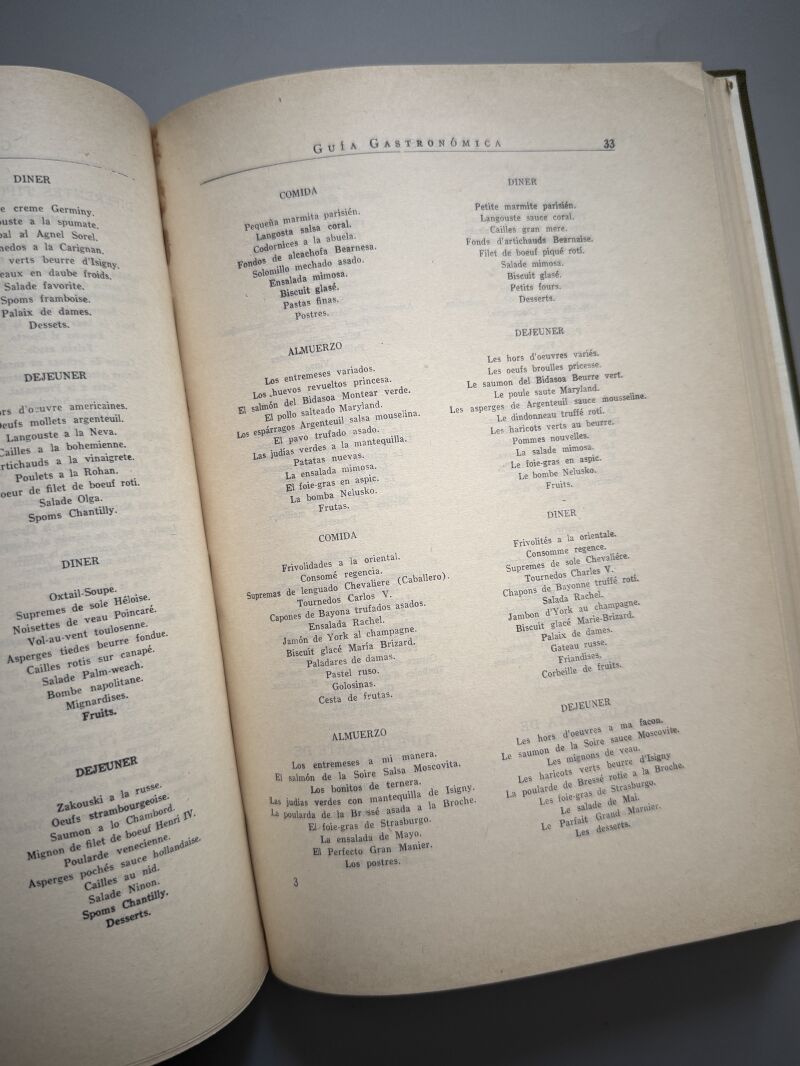 DINER
creme Germiny.
a la spumate.
al Agnel Sorel.
a la Carignan.
verts beurre d'Isigny.
en daube froids.
Salade favorite.
Spoms framboise.
Palaix de dames.
Dessets.
DEJEUNER
d'œuvre americaines.
mollets argenteuil.
Langouste a la Neva.
Cailles a la bohemienne.
a la vinaigrete.
Poulets a la Rohan.
de filet de boeuf roti.
Salade Olga.
Spoms Chantilly.
DINER
Oxtail-Soupe.
Supremes de sole Héloise.
Noisettes de veau Poincaré.
Vol-au-vent toulosenne.
Asperges tiedes beurre fondue.
Cailles rotis sur canapé.
Salade Palm-weach.
Bombe napolitane.
Mignardises.
Fruits.
DEJEUNER
Zakouski a la russe.
Oeufs strambourgeoise.
Saumon a lo Chambord.
Mignon de filet de boeuf Henri IV.
Poularde venecienne.
Asperges pochés sauce hollandaise.
Cailles au nid.
Salade Ninon.
Spoms Chantilly.
Desserts.
GUÍA GASTRONÓMICA 33
COMIDA
Pequeña marmita parisién.
Langosta salsa coral.
Codornices a la abuela.
Fondos de alcachofa Bearnesa.
Solomillo mechado asado.
Ensalada mimosa.
Biscuit glasé.
Pastas finas.
Postres.
ALMUERZO
Los entremeses variados.
Los huevos revueltos princesa.
El salmón del Bidasoa Montear verde.
El pollo salteado Maryland.
Los espárragos Argenteuil salsa mouselina.
El pavo trufado asado.
Las judías verdes a la mantequilla.
Patatas nuevas.
La ensalada mimosa.
El foie-gras en aspic.
La bomba Nelusko.
Frutas.
COMIDA
Frivolidades a la oriental.
Consomé regencia.
Supremas de lenguado Chevaliere (Caballero).
Tournedos Carlos V.
Capones de Bayona trufados asados.
Ensalada Rachel.
Jamón de York al champagne.
Biscuit glacé María Brizard.
Paladares de damas.
Pastel ruso.
Golosinas.
Cesta de frutas.
ALMUERZO
Los entremeses a mi manera.
El salmón de la Soire Salsa Moscovita.
Los bonitos de ternera.
Las judías verdes con mantequilla de Isigny.
La poularda de la Bressé asada a la Broche.
El foie-gras de Strasburgo.
La ensalada de Mayo.
El Perfecto Gran Manier.
Los postres.
3
DINER
Petite marmite parisién.
Langouste sauce coral.
Cailles gran mere.
Fonds d'artichauds Bearnaise.
Filet de boeuf piqué roti.
Salade mimosa.
Biscuit glasé.
Petits fours.
Desserts.
DEJEUNER
Les hors d'oeuvres variés.
Les oeufs broulles pricesse.
Le saumon del Bidasoa Beurre vert.
Le poule saute Maryland.
Les asperges de Argenteuil sauce mousseline.
Le dindonneau truffé roti.
Les haricots verts au beurre.
Pommes nouvelles.
La salade mimosa.
Le foie-gras en aspic.
Le bombe Nelusko.
Fruits.
DINER
Frivolités a la orientale.
Consomme regence.
Supremes de sole Chevaliére.
Tournedos Charles V.
Chapons de Bayonne truffé roti.
Salada Rachel.
Jambon d'York au champagne.
Biscuit glacé Marie-Brizard.
Palaix de dames.
Gateau russe.
Friandises.
Corbeille de fruits.
DEJEUNER
Les hors d'oeuvres a ma facon.
Le saumon de la Soire sauce Moscovite.
Les mignons de veau.
Les haricots verts beurre d'Isigny
La poularde de Bressé rotie a la Broche.
Les foie-gras de Strasburgo.
Le salade de Mai.
Le Parfait Grand Marnier.
Les desserts.